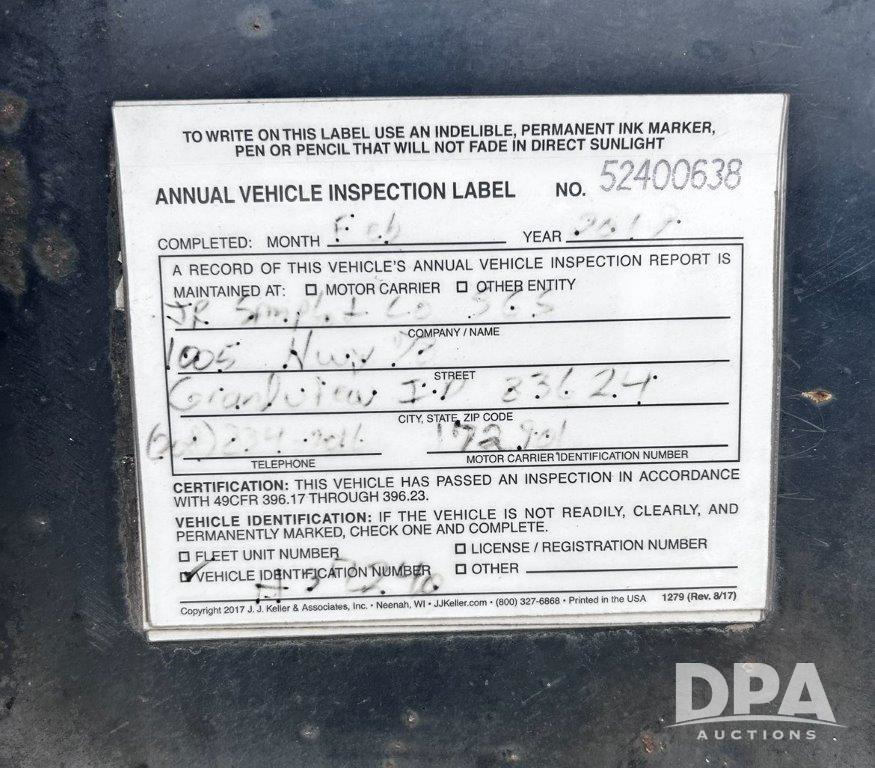 TO WRITE ON THIS LABEL USE AN INDELIBLE, PERMANENT INK MARKER,
PEN OR PENCIL THAT WILL NOT FADE IN DIRECT SUNLIGHT
ANNUAL VEHICLE INSPECTION LABEL NO. 52400638
COMPLETED: MONTH Feb YEAR
A RECORD OF THIS VEHICLE'S ANNUAL VEHICLE INSPECTION REPORT IS
MAINTAINED AT: ☐ MOTOR CARRIER ☐ OTHER ENTITY
JR Simplot Co
COMPANY / NAME
1005 Hwy
STREET
Grandview ID 83624
CITY, STATE, ZIP CODE
TELEPHONE MOTOR CARRIER IDENTIFICATION NUMBER
CERTIFICATION: THIS VEHICLE HAS PASSED AN INSPECTION IN ACCORDANCE
WITH 49CFR 396.17 THROUGH 396.23.
VEHICLE IDENTIFICATION: IF THE VEHICLE IS NOT READILY, CLEARLY, AND
PERMANENTLY MARKED, CHECK ONE AND COMPLETE.
☐ FLEET UNIT NUMBER ☐ LICENSE / REGISTRATION NUMBER
☑ VEHICLE IDENTIFICATION NUMBER ☐ OTHER
Copyright 2017 J. J. Keller & Associates, Inc. • Neenah, WI • JJKeller.com • (800) 327-6868 • Printed in the USA 1279 (Rev. 8/17)
DPA
AUCTIONS